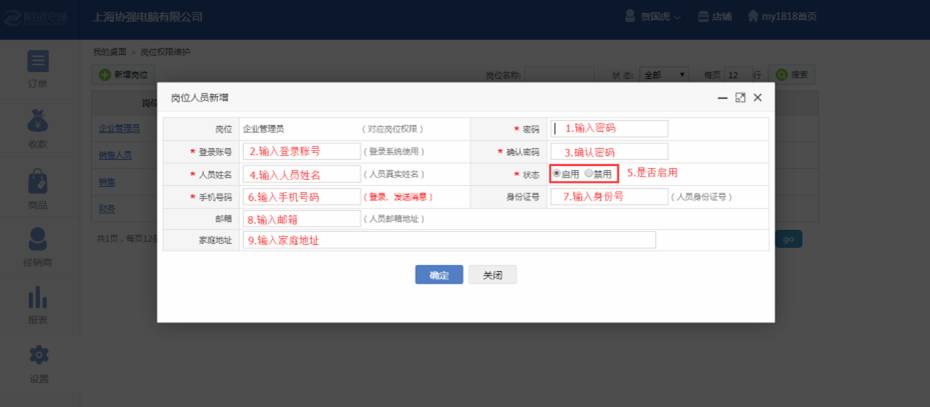 上海协强电脑有限公司
贺国虎 店铺 my1818首页
我的桌面 > 岗位权限维护
新增岗位 岗位名称: 状态: 全部 每页 12 行 搜索
订单
收款
商品
经销商
报表
设置
企业管理员
销售人员
销售
财务
共1页，每页12
go
岗位人员新增
岗位 企业管理员 (对应岗位权限) * 密码 1.输入密码
* 登录账号 2.输入登录账号 (登录系统使用) * 确认密码 3.确认密码
* 人员姓名 4.输入人员姓名 (人员真实姓名) * 状态 启用 禁用 5.是否启用
* 手机号码 6.输入手机号码 (登录、发送消息) 身份证号 7.输入身份号 (人员身份证号)
邮箱 8.输入邮箱 (人员邮箱地址)
家庭地址 9.输入家庭地址
确定 关闭